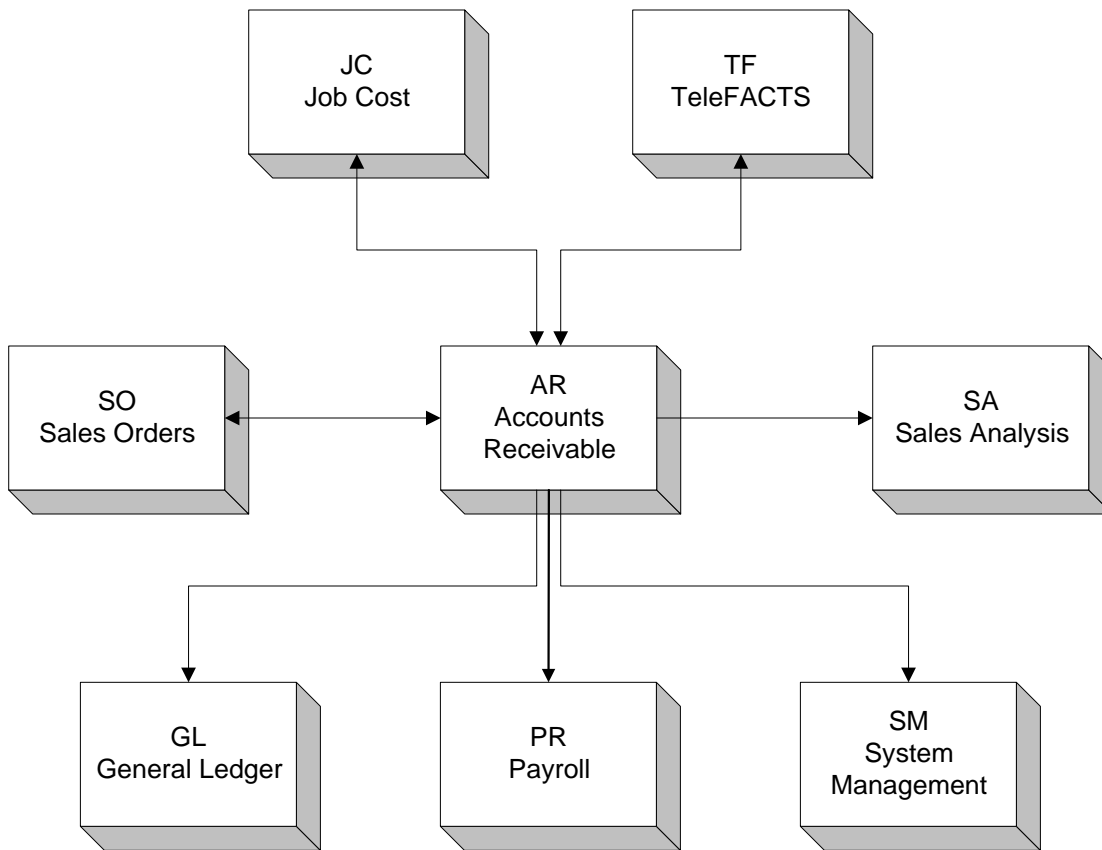 JC
Job Cost
TF
TeleFACTS
SO
Sales Orders
AR
Accounts
Receivable
SA
Sales Analysis
GL
General Ledger
PR
Payroll
SM
System
Management